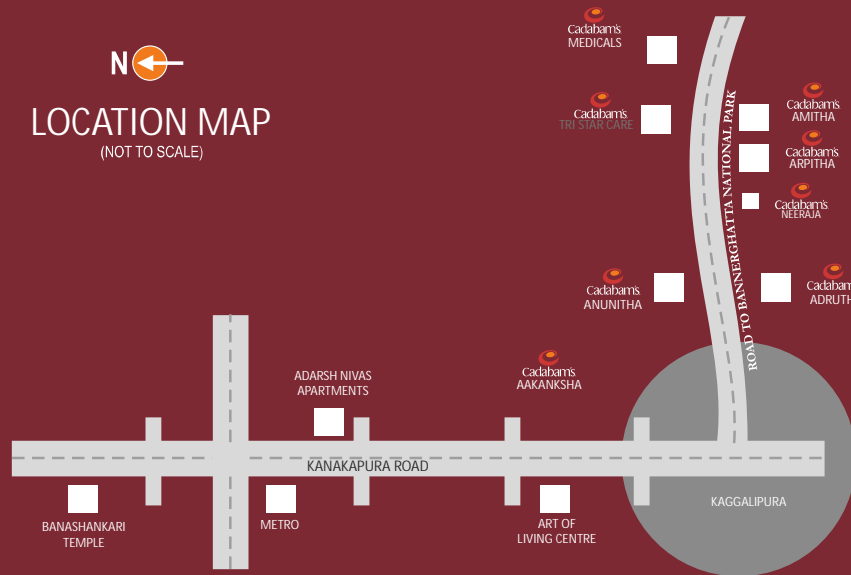 N
LOCATION MAP
(NOT TO SCALE)
Cadabam's
MEDICALS
Cadabam's
TRI STAR CARE
Cadabam's
AMITHA
Cadabam's
ARPITHA
Cadabam's
NEERAJA
ROAD TO BANNERGHATTA NATIONAL PARK
Cadabam's
ANUNITHA
Cadabam's
ADRUTH
Cadabam's
AAKANKSHA
ADARSH NIVAS
APARTMENTS
KANAKAPURA ROAD
BANASHANKARI
TEMPLE
METRO
ART OF
LIVING CENTRE
KAGGALIPURA